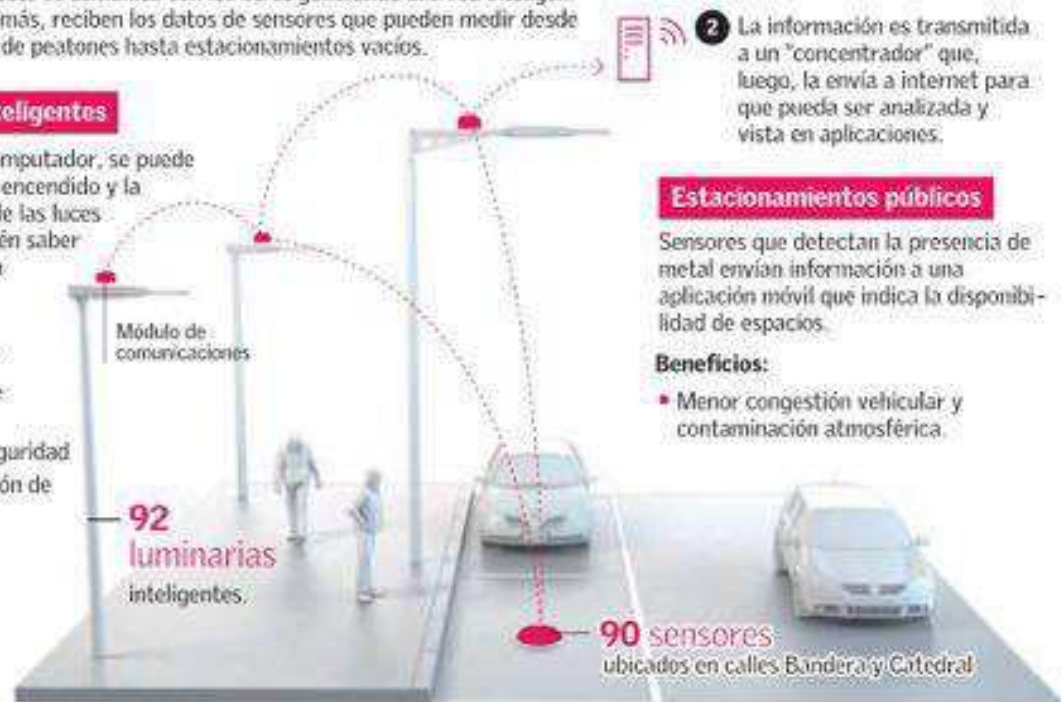 más, reciben los datos de sensores que pueden medir desde
de peatones hasta estacionamientos vacíos.
2 La información es transmitida
a un "concentrador" que,
luego, la envía a internet para
que pueda ser analizada y
vista en aplicaciones.
se puede
encendido y la
de las luces
saber
Módulo de
comunicaciones
ón de
92
luminarias
inteligentes.
Estacionamientos públicos
Sensores que detectan la presencia de
metal envían información a una
aplicación móvil que indica la disponibi-
lidad de espacios.
Beneficios:
• Menor congestión vehicular y
contaminación atmosférica.
90 sensores
ubicados en calles Bandera y Catedral